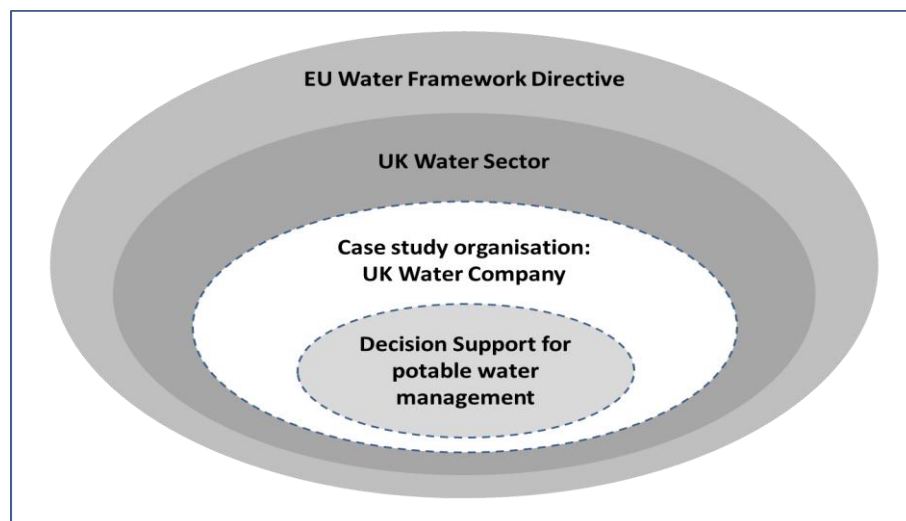 EU Water Framework Directive
UK Water Sector
Case study organisation:
UK Water Company
Decision Support for
potable water
management